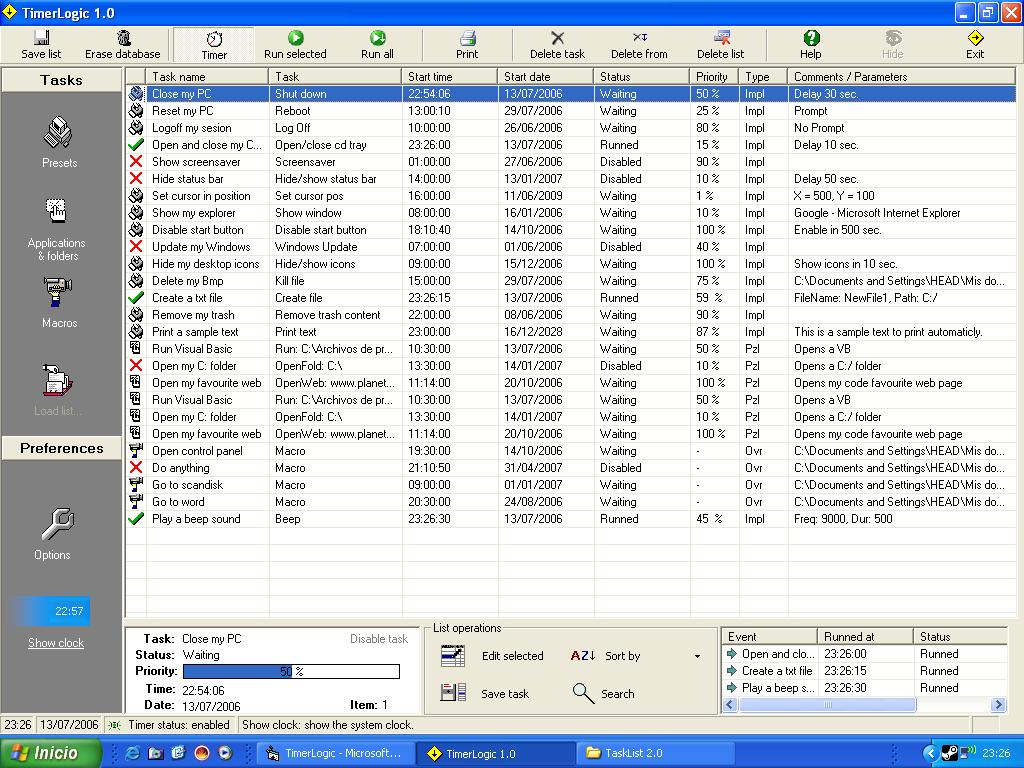 TimerLogic 1.0
Save list Erase database Timer Run selected Run all Print Delete task Delete from Delete list Help Hide Exit
Tasks
Presets
Applications
& folders
Macros
Load list...
Preferences
Options
22:57
Show clock
Task name Task Start time Start date Status Priority Type Comments / Parameters
Close my PC Shut down 22:54:06 13/07/2006 Waiting 50 % Impl Delay 30 sec.
Reset my PC Reboot 13:00:10 29/07/2006 Waiting 25 % Impl Prompt
Logoff my sesion Log Off 10:00:00 26/06/2006 Waiting 80 % Impl No Prompt
Open and close my C... Open/close cd tray 23:26:00 13/07/2006 Runned 15 % Impl Delay 10 sec.
Show screensaver Screensaver 01:00:00 27/06/2006 Disabled 90 % Impl
Hide status bar Hide/show status bar 14:00:00 13/01/2007 Disabled 10 % Impl Delay 50 sec.
Set cursor in position Set cursor pos 16:00:00 11/06/2009 Waiting 1 % Impl X = 500, Y = 100
Show my explorer Show window 08:00:00 16/01/2006 Waiting 10 % Impl Google - Microsoft Internet Explorer
Disable start button Disable start button 18:10:40 14/10/2006 Waiting 100 % Impl Enable in 500 sec.
Update my Windows Windows Update 07:00:00 01/06/2006 Disabled 40 % Impl
Hide my desktop icons Hide/show icons 09:00:00 15/12/2006 Waiting 100 % Impl Show icons in 10 sec.
Delete my Bmp Kill file 15:00:00 29/07/2006 Waiting 75 % Impl C:\Documents and Settings\HEAD\Mis do...
Create a txt file Create file 23:26:15 13/07/2006 Runned 59 % Impl FileName: NewFile1, Path: C:/
Remove my trash Remove trash content 22:00:00 08/06/2006 Waiting 90 % Impl
Print a sample text Print text 23:00:00 16/12/2028 Waiting 87 % Impl This is a sample text to print automaticly.
Run Visual Basic Run: C:\Archivos de pr... 10:30:00 13/07/2006 Waiting 50 % Pzl Opens a VB
Open my C: folder OpenFold: C:\ 13:30:00 14/01/2007 Disabled 10 % Pzl Opens a C:/ folder
Open my favourite web OpenWeb: www.planet... 11:14:00 20/10/2006 Waiting 100 % Pzl Opens my code favourite web page
Run Visual Basic Run: C:\Archivos de pr... 10:30:00 13/07/2006 Waiting 50 % Pzl Opens a VB
Open my C: folder OpenFold: C:\ 13:30:00 14/01/2007 Waiting 10 % Pzl Opens a C:/ folder
Open my favourite web OpenWeb: www.planet... 11:14:00 20/10/2006 Waiting 100 % Pzl Opens my code favourite web page
Open control panel Macro 19:30:00 14/10/2006 Waiting - Ovr C:\Documents and Settings\HEAD\Mis do...
Do anything Macro 21:10:50 31/04/2007 Disabled - Ovr C:\Documents and Settings\HEAD\Mis do...
Go to scandisk Macro 09:00:00 01/01/2007 Waiting - Ovr C:\Documents and Settings\HEAD\Mis do...
Go to word Macro 20:30:00 24/08/2006 Waiting - Ovr C:\Documents and Settings\HEAD\Mis do...
Play a beep sound Beep 23:26:30 13/07/2006 Runned 45 % Impl Freq: 9000, Dur: 500
Task: Close my PC Disable task
Status: Waiting
Priority: 50 %
Time: 22:54:06
Date: 13/07/2006 Item: 1
List operations
Edit selected AZ Sort by
Save task Search
Event Runned at Status
Open and clo... 23:26:00 Runned
Create a txt file 23:26:15 Runned
Play a beep s... 23:26:30 Runned
23:26 13/07/2006 Timer status: enabled Show clock: show the system clock.
Inicio TimerLogic - Microsoft... TimerLogic 1.0 TaskList 2.0 23:26